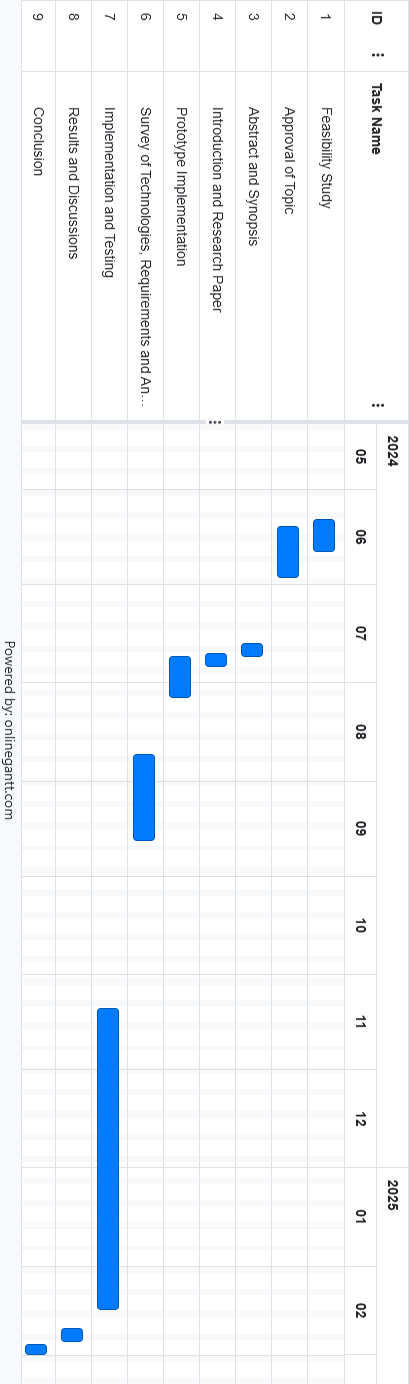 2024 2025
ID Task Name 05 06 07 08 09 10 11 12 01 02
1 Feasibility Study
2 Approval of Topic
3 Abstract and Synopsis
4 Introduction and Research Paper
5 Prototype Implementation
6 Survey of Technologies, Requirements and An...
7 Implementation and Testing
8 Results and Discussions
9 Conclusion
Powered by: onlinegantt.com